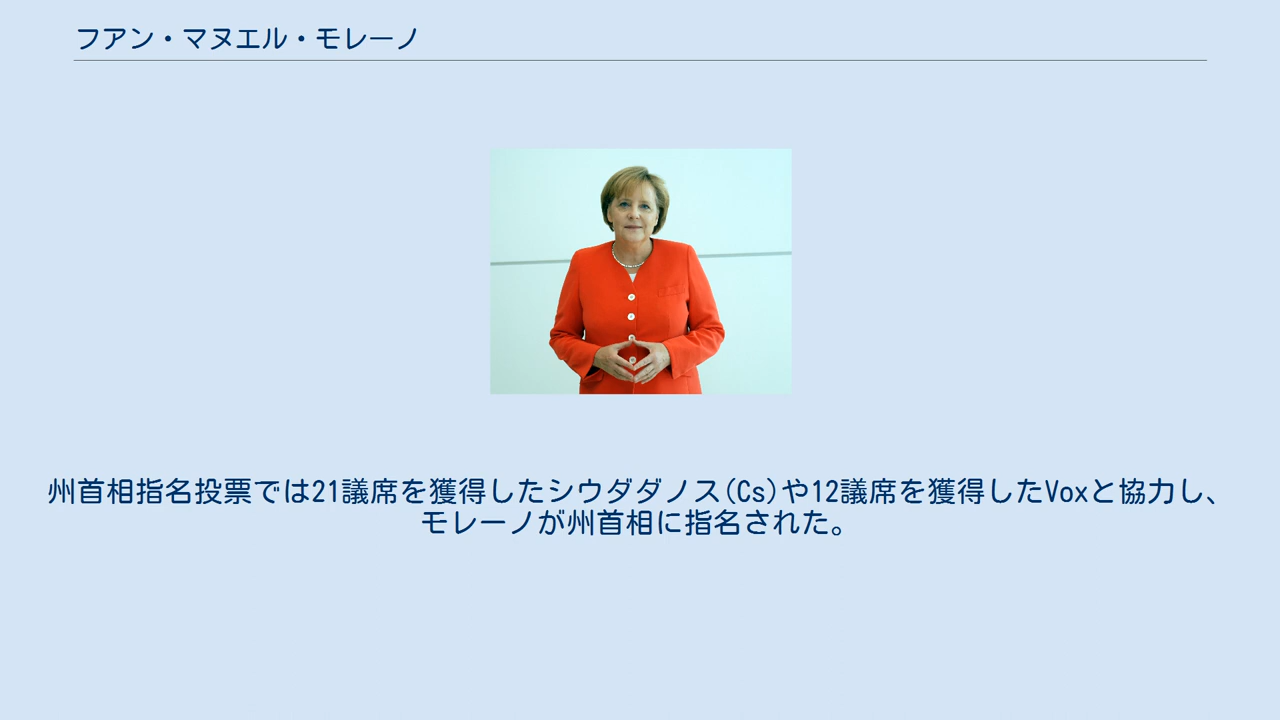 フアン・マヌエル・モレーノ
州首相指名投票では21議席を獲得したシウダダノス(Cs)や12議席を獲得したVoxと協力し、
モレーノが州首相に指名された。